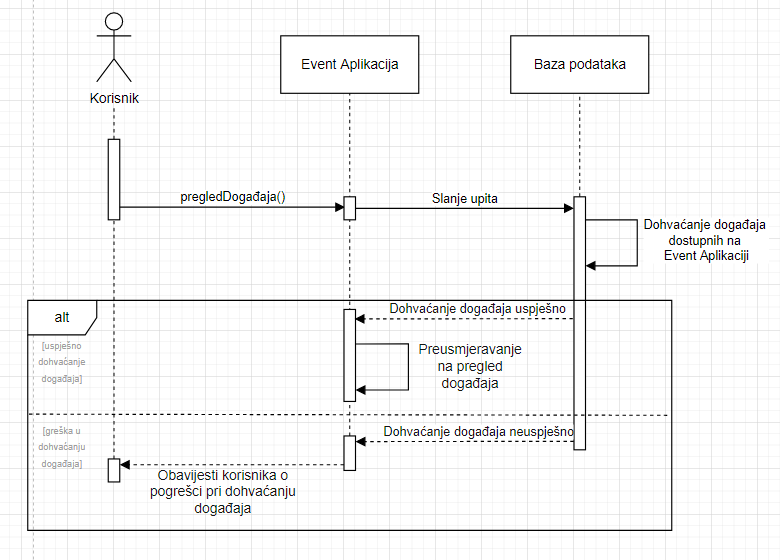 Korisnik
Event Aplikacija
Baza podataka
pregledDogađaja()
Slanje upita
Dohvaćanje događaja
dostupnih na
Event Aplikaciji
alt
[uspješno
dohvaćanje
događaja]
Dohvaćanje događaja uspješno
Preusmjeravanje
na pregled
događaja
[greška u
dohvaćanju
događaja]
Dohvaćanje događaja neuspješno
Obavijesti korisnika o
pogrešci pri dohvaćanju
događaja